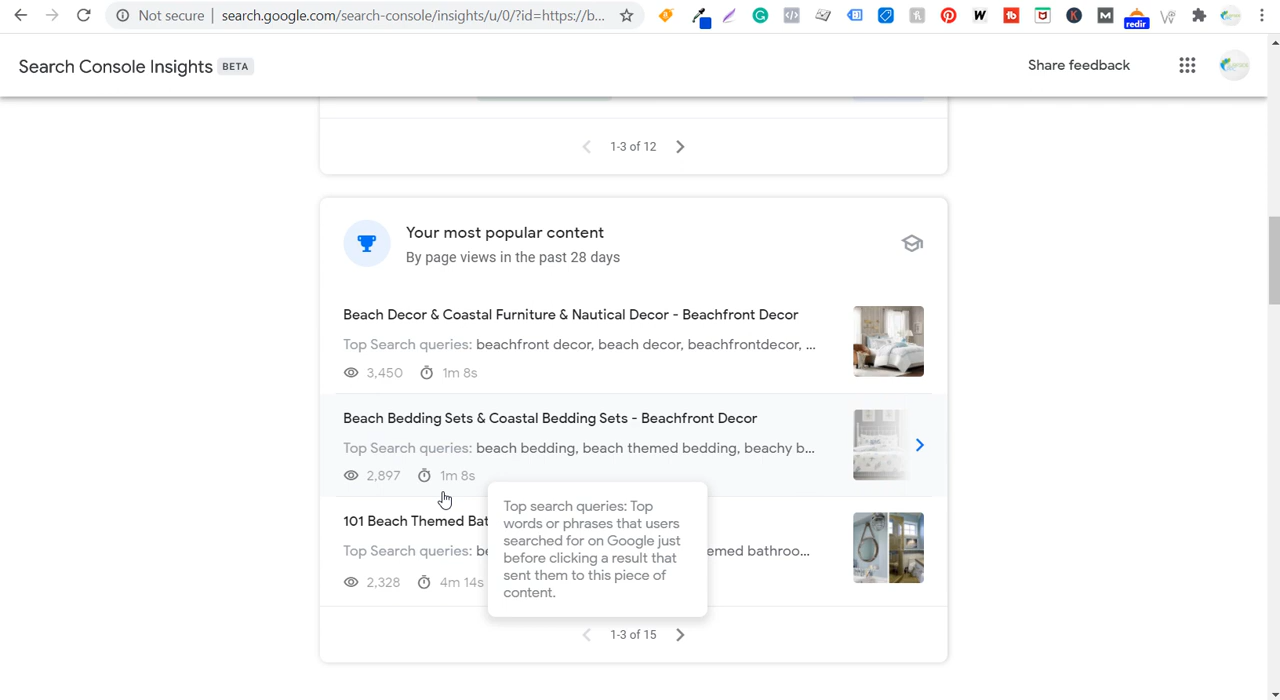 Not secure | search.google.com/search-console/insights/u/0/?id=https://b...
redir
Search Console Insights BETA
Share feedback
1-3 of 12
Your most popular content
By page views in the past 28 days
Beach Decor & Coastal Furniture & Nautical Decor - Beachfront Decor
Top Search queries: beachfront decor, beach decor, beachfrontdecor, ...
3,450 1m 8s
Beach Bedding Sets & Coastal Bedding Sets - Beachfront Decor
Top Search queries: beach bedding, beach themed bedding, beachy b...
2,897 1m 8s
101 Beach Themed Bat
Top Search queries: be emed bathroo...
2,328 4m 14s
Top search queries: Top
words or phrases that users
searched for on Google just
before clicking a result that
sent them to this piece of
content.
1-3 of 15